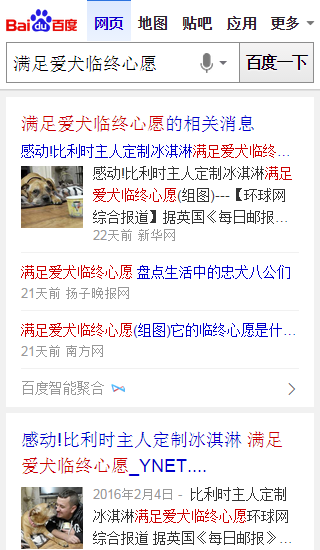 Bai du 百度 网页 地图 贴吧 应用 更多
满足爱犬临终心愿 百度一下
满足爱犬临终心愿的相关消息
感动!比利时主人定制冰淇淋满足爱犬临终...
感动!比利时主人定制冰淇淋满足
爱犬临终心愿(组图)---【环球网
综合报道】据英国《每日邮报...
22天前 新华网
满足爱犬临终心愿 盘点生活中的忠犬八公们
21天前 扬子晚报网
满足爱犬临终心愿(组图)它的临终心愿是什...
21天前 南方网
百度智能聚合
感动!比利时主人定制冰淇淋 满足
爱犬临终心愿_YNET....
2016年2月4日 - 比利时主人定制
冰淇淋满足爱犬临终心愿环球网
综合报道 据英国《每日邮报》